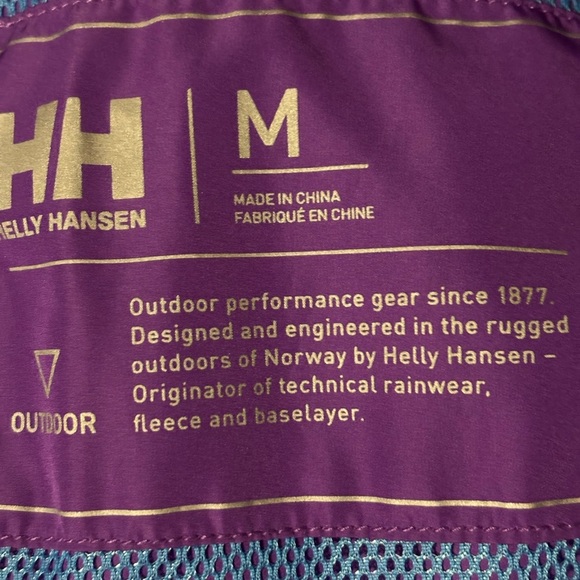 HH
M
HELLY HANSEN
MADE IN CHINA
FABRIQUÉ EN CHINE
Outdoor performance gear since 1877.
Designed and engineered in the rugged
outdoors of Norway by Helly Hansen –
Originator of technical rainwear,
fleece and baselayer.
OUTDOOR